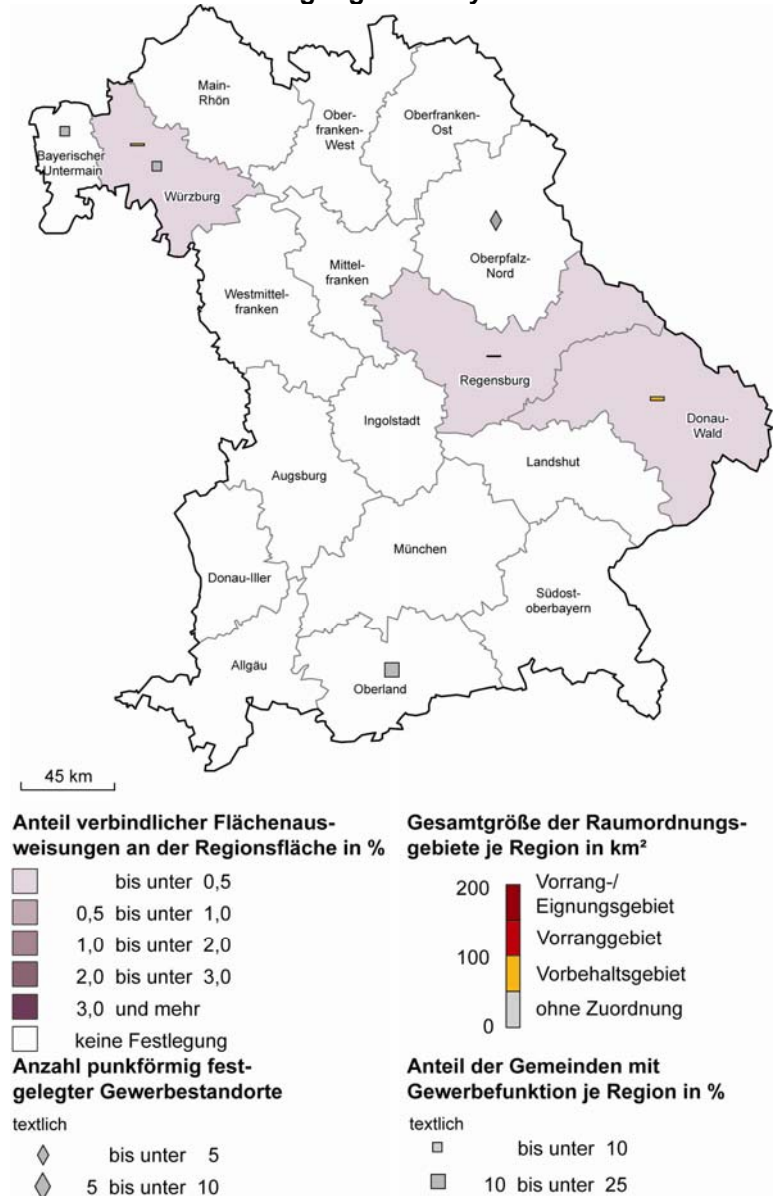 Main-
Rhön
Ober-
franken-
West
Oberfranken-
Ost
Bayerischer
Untermain
Würzburg
Oberpfalz-
Nord
Mittel-
franken
Westmittel-
franken
Regensburg
Ingolstadt
Donau-
Wald
Landshut
Augsburg
München
Donau-Iller
Südost-
oberbayern
Allgäu
Oberland
45 km
Anteil verbindlicher Flächenaus-
weisungen an der Regionsfläche in %
bis unter 0,5
0,5 bis unter 1,0
1,0 bis unter 2,0
2,0 bis unter 3,0
3,0 und mehr
keine Festlegung
Gesamtgröße der Raumordnungs-
gebiete je Region in km²
200
100
0
Vorrang-/
Eignungsgebiet
Vorranggebiet
Vorbehaltsgebiet
ohne Zuordnung
Anzahl punkförmig fest-
gelegter Gewerbestandorte
textlich
bis unter 5
5 bis unter 10
Anteil der Gemeinden mit
Gewerbefunktion je Region in %
textlich
bis unter 10
10 bis unter 25